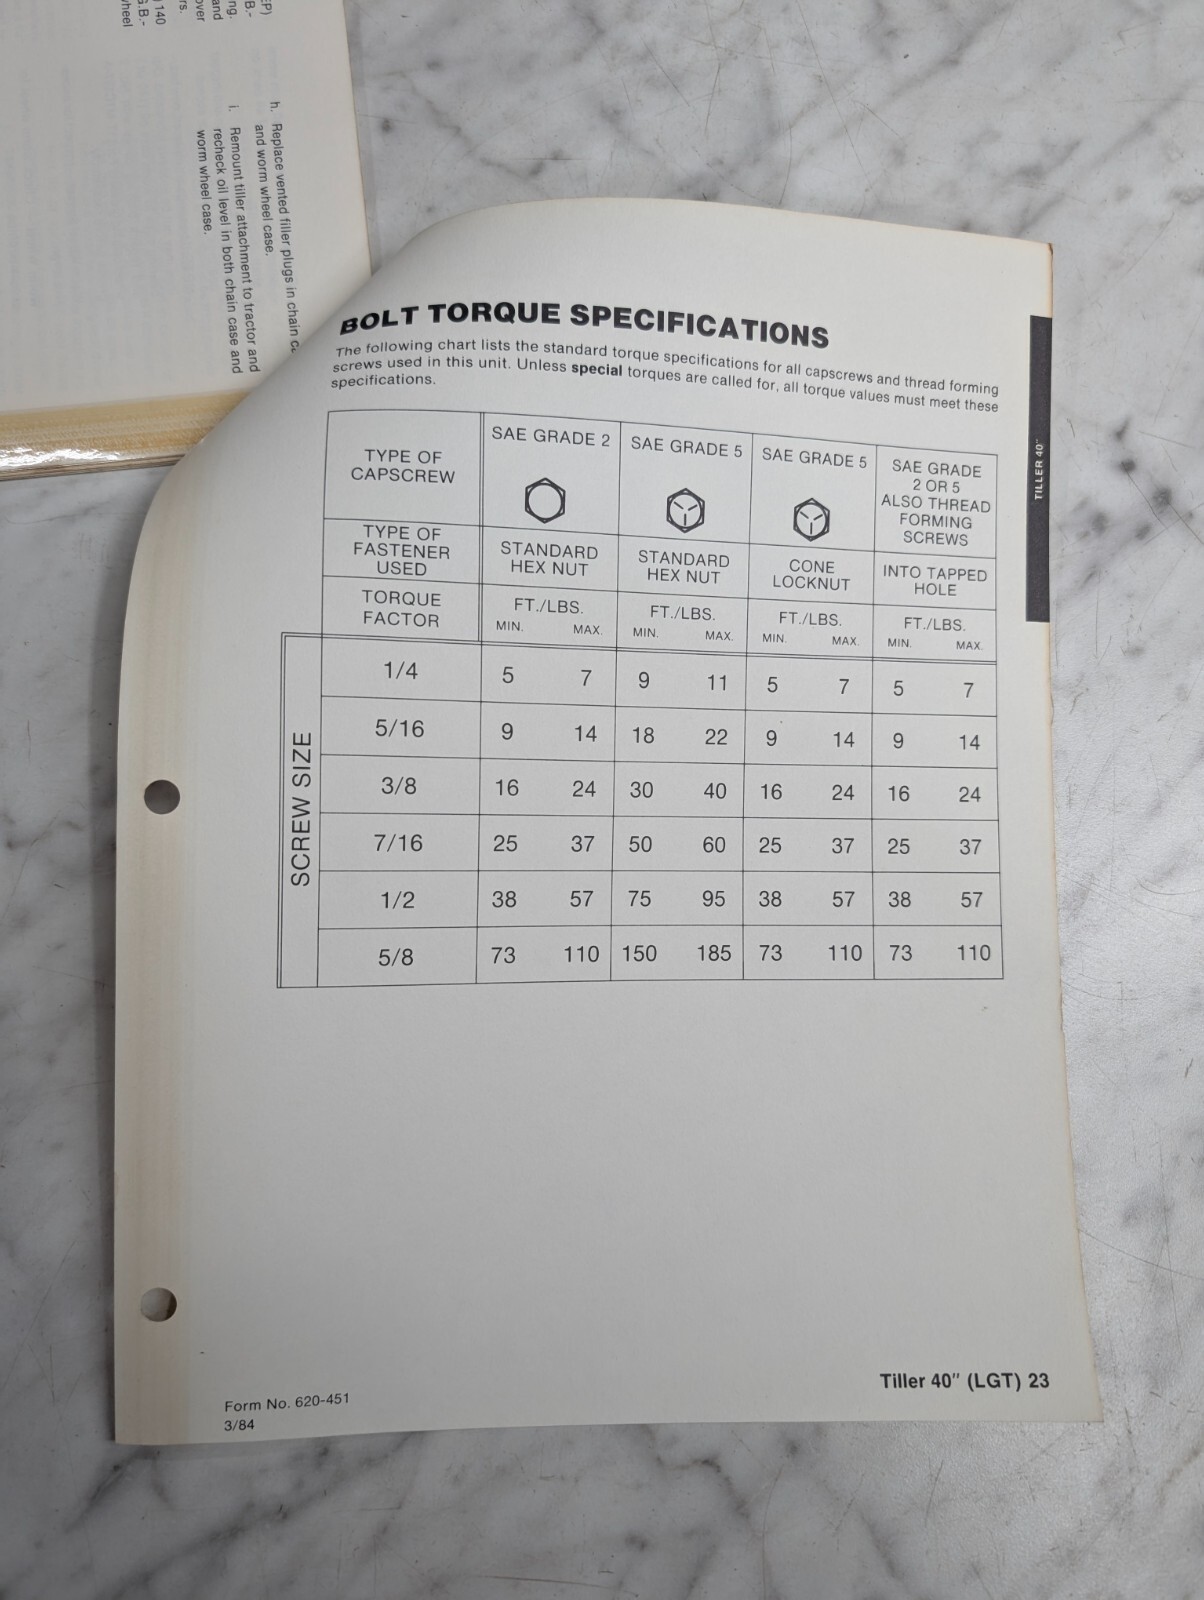 EP)
B.-
ng.
and
over
rs.
140
G.B.-
wheel
h. Replace vented filler plugs in chain
and worm wheel case.
i. Remount tiller attachment to tractor and
recheck oil level in both chain case and
worm wheel case.
BOLT TORQUE SPECIFICATIONS
The following chart lists the standard torque specifications for all capscrews and thread forming
screws used in this unit. Unless special torques are called for, all torque values must meet these
specifications.
TYPE OF
CAPSCREW
SAE GRADE 2
SAE GRADE 5
SAE GRADE 5
SAE GRADE
2 OR 5
ALSO THREAD
FORMING
SCREWS
TYPE OF
FASTENER
USED
STANDARD
HEX NUT
STANDARD
HEX NUT
CONE
LOCKNUT
INTO TAPPED
HOLE
TORQUE
FACTOR
FT./LBS.
MIN. MAX.
FT./LBS.
MIN. MAX.
FT./LBS.
MIN. MAX.
FT./LBS.
MIN. MAX.
SCREW SIZE
1/4 5 7 9 11 5 7 5 7
5/16 9 14 18 22 9 14 9 14
3/8 16 24 30 40 16 24 16 24
7/16 25 37 50 60 25 37 25 37
1/2 38 57 75 95 38 57 38 57
5/8 73 110 150 185 73 110 73 110
TILLER 40"
Form No. 620-451
3/84
Tiller 40" (LGT) 23